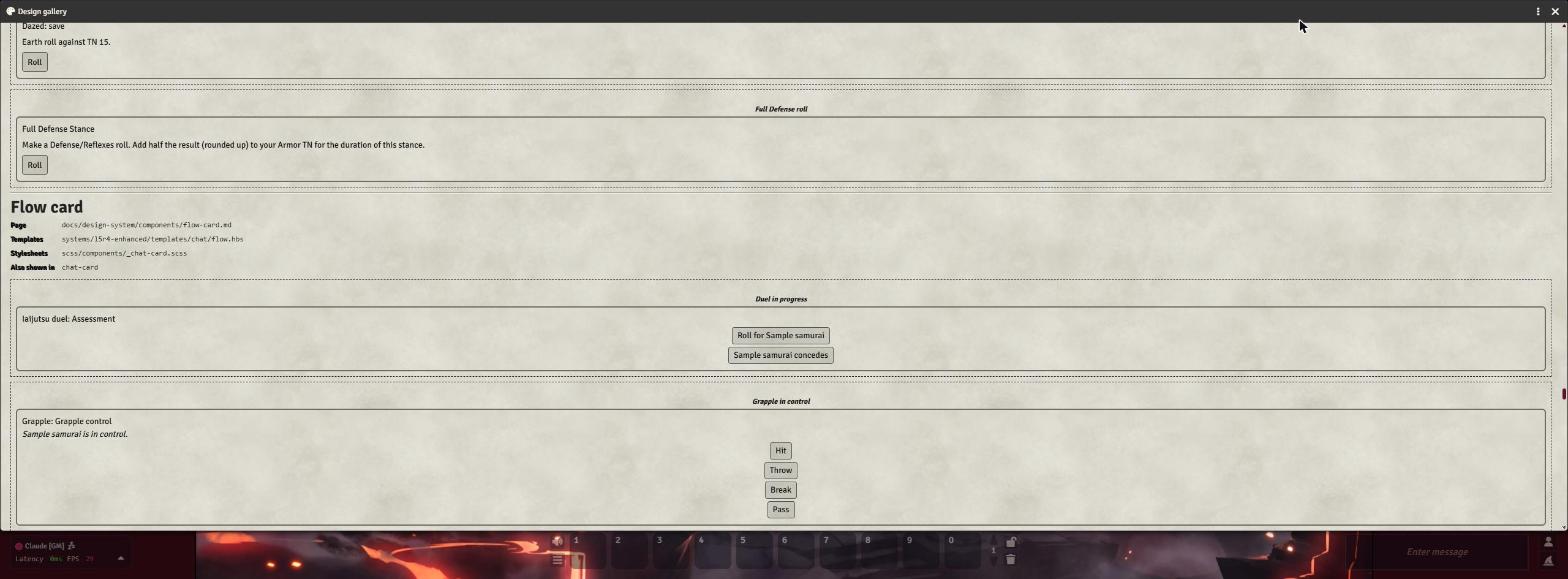 Design gallery
Dazed: save
Earth roll against TN 15.
Roll
Full Defense roll
Full Defense Stance
Make a Defense/Reflexes roll. Add half the result (rounded up) to your Armor TN for the duration of this stance.
Roll
Flow card
Page docs/design-system/components/flow-card.md
Templates systems/l5r4-enhanced/templates/chat/flow.hbs
Stylesheets scss/components/_chat-card.scss
Also shown in chat-card
Duel in progress
Iaijutsu duel: Assessment
Roll for Sample samurai
Sample samurai concedes
Grapple in control
Grapple: Grapple control
Sample samurai is in control.
Hit
Throw
Break
Pass
Claude [GM]
Latency 0ms FPS 29
1 2 3 4 5 6 7 8 9 0
1
Enter message